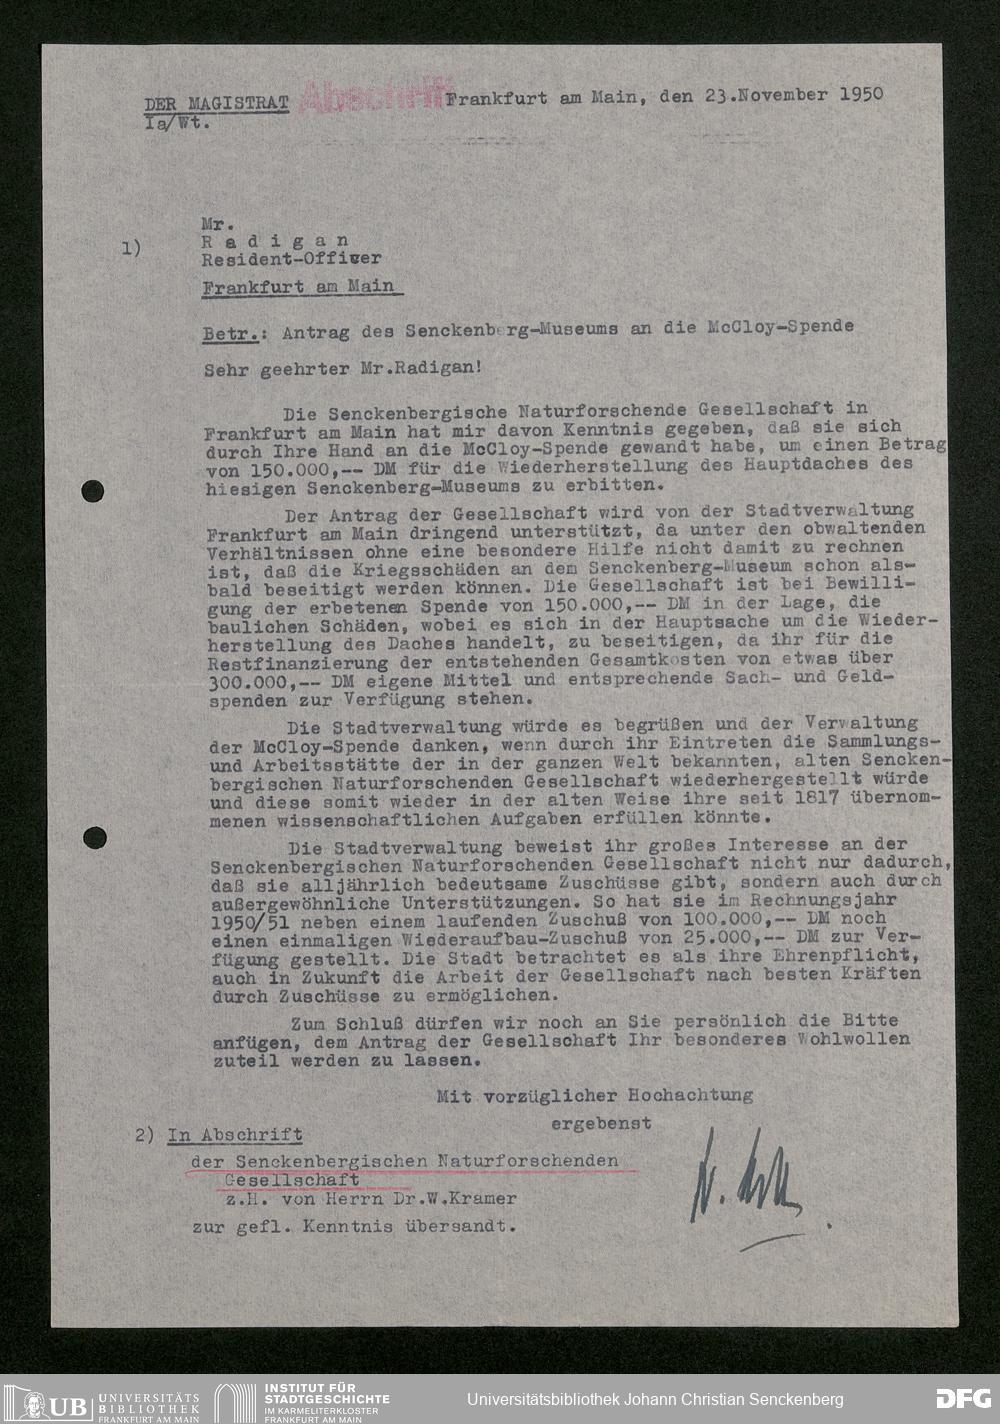 DER MAGISTRAT Abschrift Frankfurt am Main, den 23.November 1950
Ia/Wt.
Mr.
1) R a d i g a n
Resident-Officer
Frankfurt am Main
Betr.: Antrag des Senckenberg-Museums an die McCloy-Spende
Sehr geehrter Mr.Radigan!
Die Senckenbergische Naturforschende Gesellschaft in
Frankfurt am Main hat mir davon Kenntnis gegeben, daß sie sich
durch Ihre Hand an die McCloy-Spende gewandt habe, um einen Betrag
von 150.000,-- DM für die Wiederherstellung des Hauptdaches des
hiesigen Senckenberg-Museums zu erbitten.
Der Antrag der Gesellschaft wird von der Stadtverwaltung
Frankfurt am Main dringend unterstützt, da unter den obwaltenden
Verhältnissen ohne eine besondere Hilfe nicht damit zu rechnen
ist, daß die Kriegsschäden an dem Senckenberg-Museum schon als-
bald beseitigt werden können. Die Gesellschaft ist bei Bewilli-
gung der erbetenen Spende von 150.000,-- DM in der Lage, die
baulichen Schäden, wobei es sich in der Hauptsache um die Wieder-
herstellung des Daches handelt, zu beseitigen, da ihr für die
Restfinanzierung der entstehenden Gesamtkosten von etwas über
300.000,-- DM eigene Mittel und entsprechende Sach- und Geld-
spenden zur Verfügung stehen.
Die Stadtverwaltung würde es begrüßen und der Verwaltung
der McCloy-Spende danken, wenn durch ihr Eintreten die Sammlungs-
und Arbeitsstätte der in der ganzen Welt bekannten, alten Sencken-
bergischen Naturforschenden Gesellschaft wiederhergestellt würde
und diese somit wieder in der alten Weise ihre seit 1817 übernom-
menen wissenschaftlichen Aufgaben erfüllen könnte.
Die Stadtverwaltung beweist ihr großes Interesse an der
Senckenbergischen Naturforschenden Gesellschaft nicht nur dadurch,
daß sie alljährlich bedeutsame Zuschüsse gibt, sondern auch durch
außergewöhnliche Unterstützungen. So hat sie im Rechnungsjahr
1950/51 neben einem laufenden Zuschuß von 100.000,-- DM noch
einen einmaligen Wiederaufbau-Zuschuß von 25.000,-- DM zur Ver-
fügung gestellt. Die Stadt betrachtet es als ihre Ehrenpflicht,
auch in Zukunft die Arbeit der Gesellschaft nach besten Kräften
durch Zuschüsse zu ermöglichen.
Zum Schluß dürfen wir noch an Sie persönlich die Bitte
anfügen, dem Antrag der Gesellschaft Ihr besonderes Wohlwollen
zuteil werden zu lassen.
Mit vorzüglicher Hochachtung
ergebenst
2) In Abschrift
der Senckenbergischen Naturforschenden
Gesellschaft
z.H. von Herrn Dr.W.Kramer
zur gefl. Kenntnis übersandt.
UB UNIVERSITÄTS
BIBLIOTHEK
FRANKFURT AM MAIN
INSTITUT FÜR
STADTGESCHICHTE
IM KARMELITERKLOSTER
FRANKFURT AM MAIN
Universitätsbibliothek Johann Christian Senckenberg
DFG